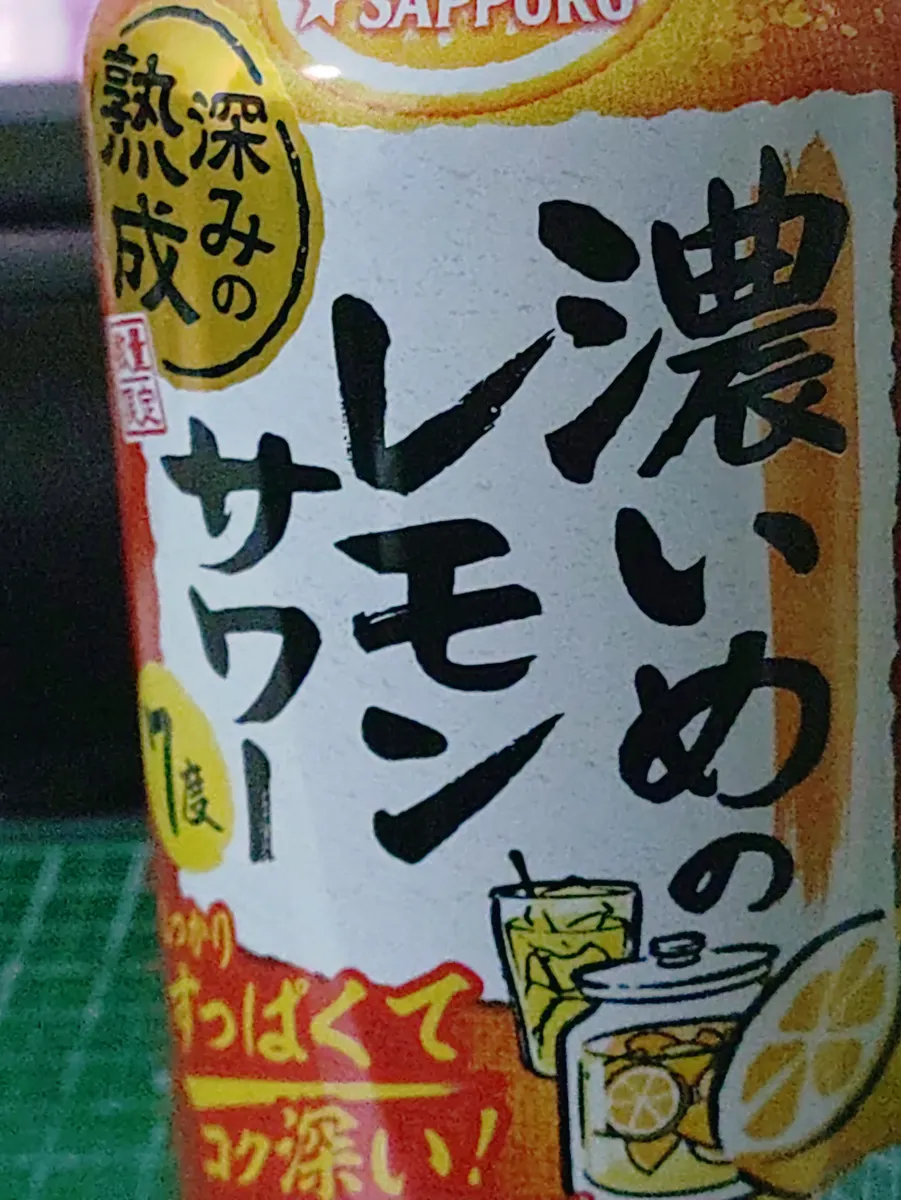 ★SAPPORO
深みの
熟成
濃いめの
レモン
サワー
7度
すっぱくて
コク深い!